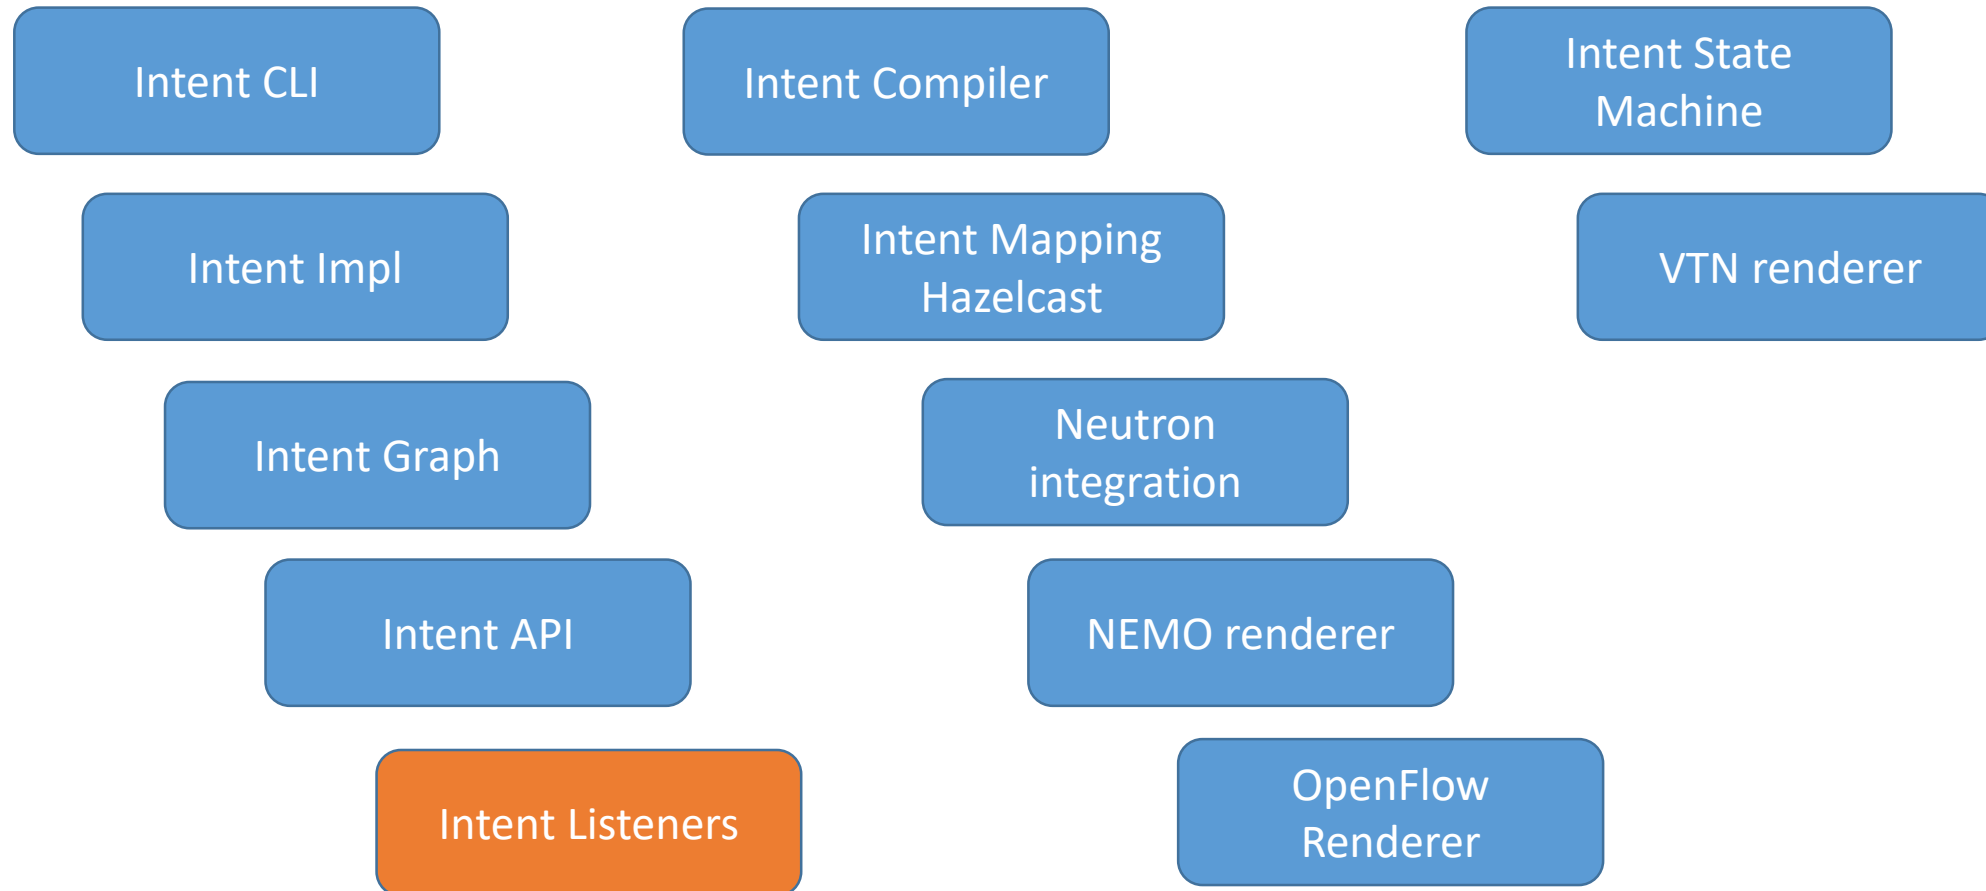 Intent CLI
Intent Impl
Intent Graph
Intent API
Intent Listeners
Intent Compiler
Intent Mapping
Hazelcast
Neutron
integration
NEMO renderer
OpenFlow
Renderer
Intent State
Machine
VTN renderer